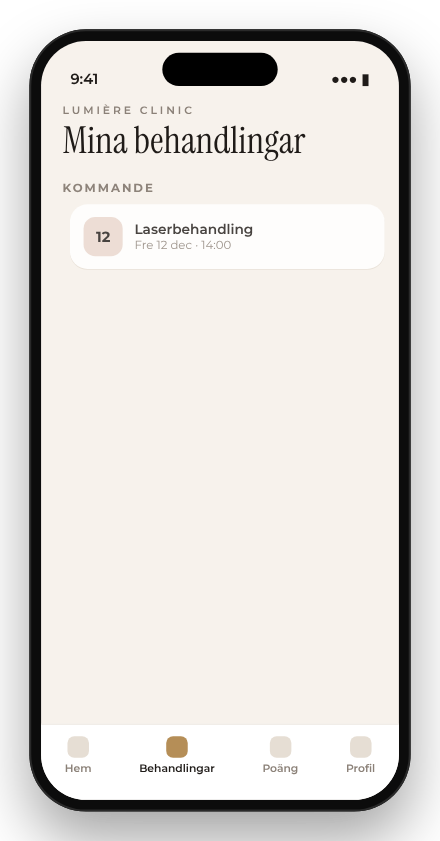 9:41
LUMIÈRE CLINIC
Mina behandlingar
KOMMANDE
12
Laserbehandling
Fre 12 dec · 14:00
Hem Behandlingar Poäng Profil